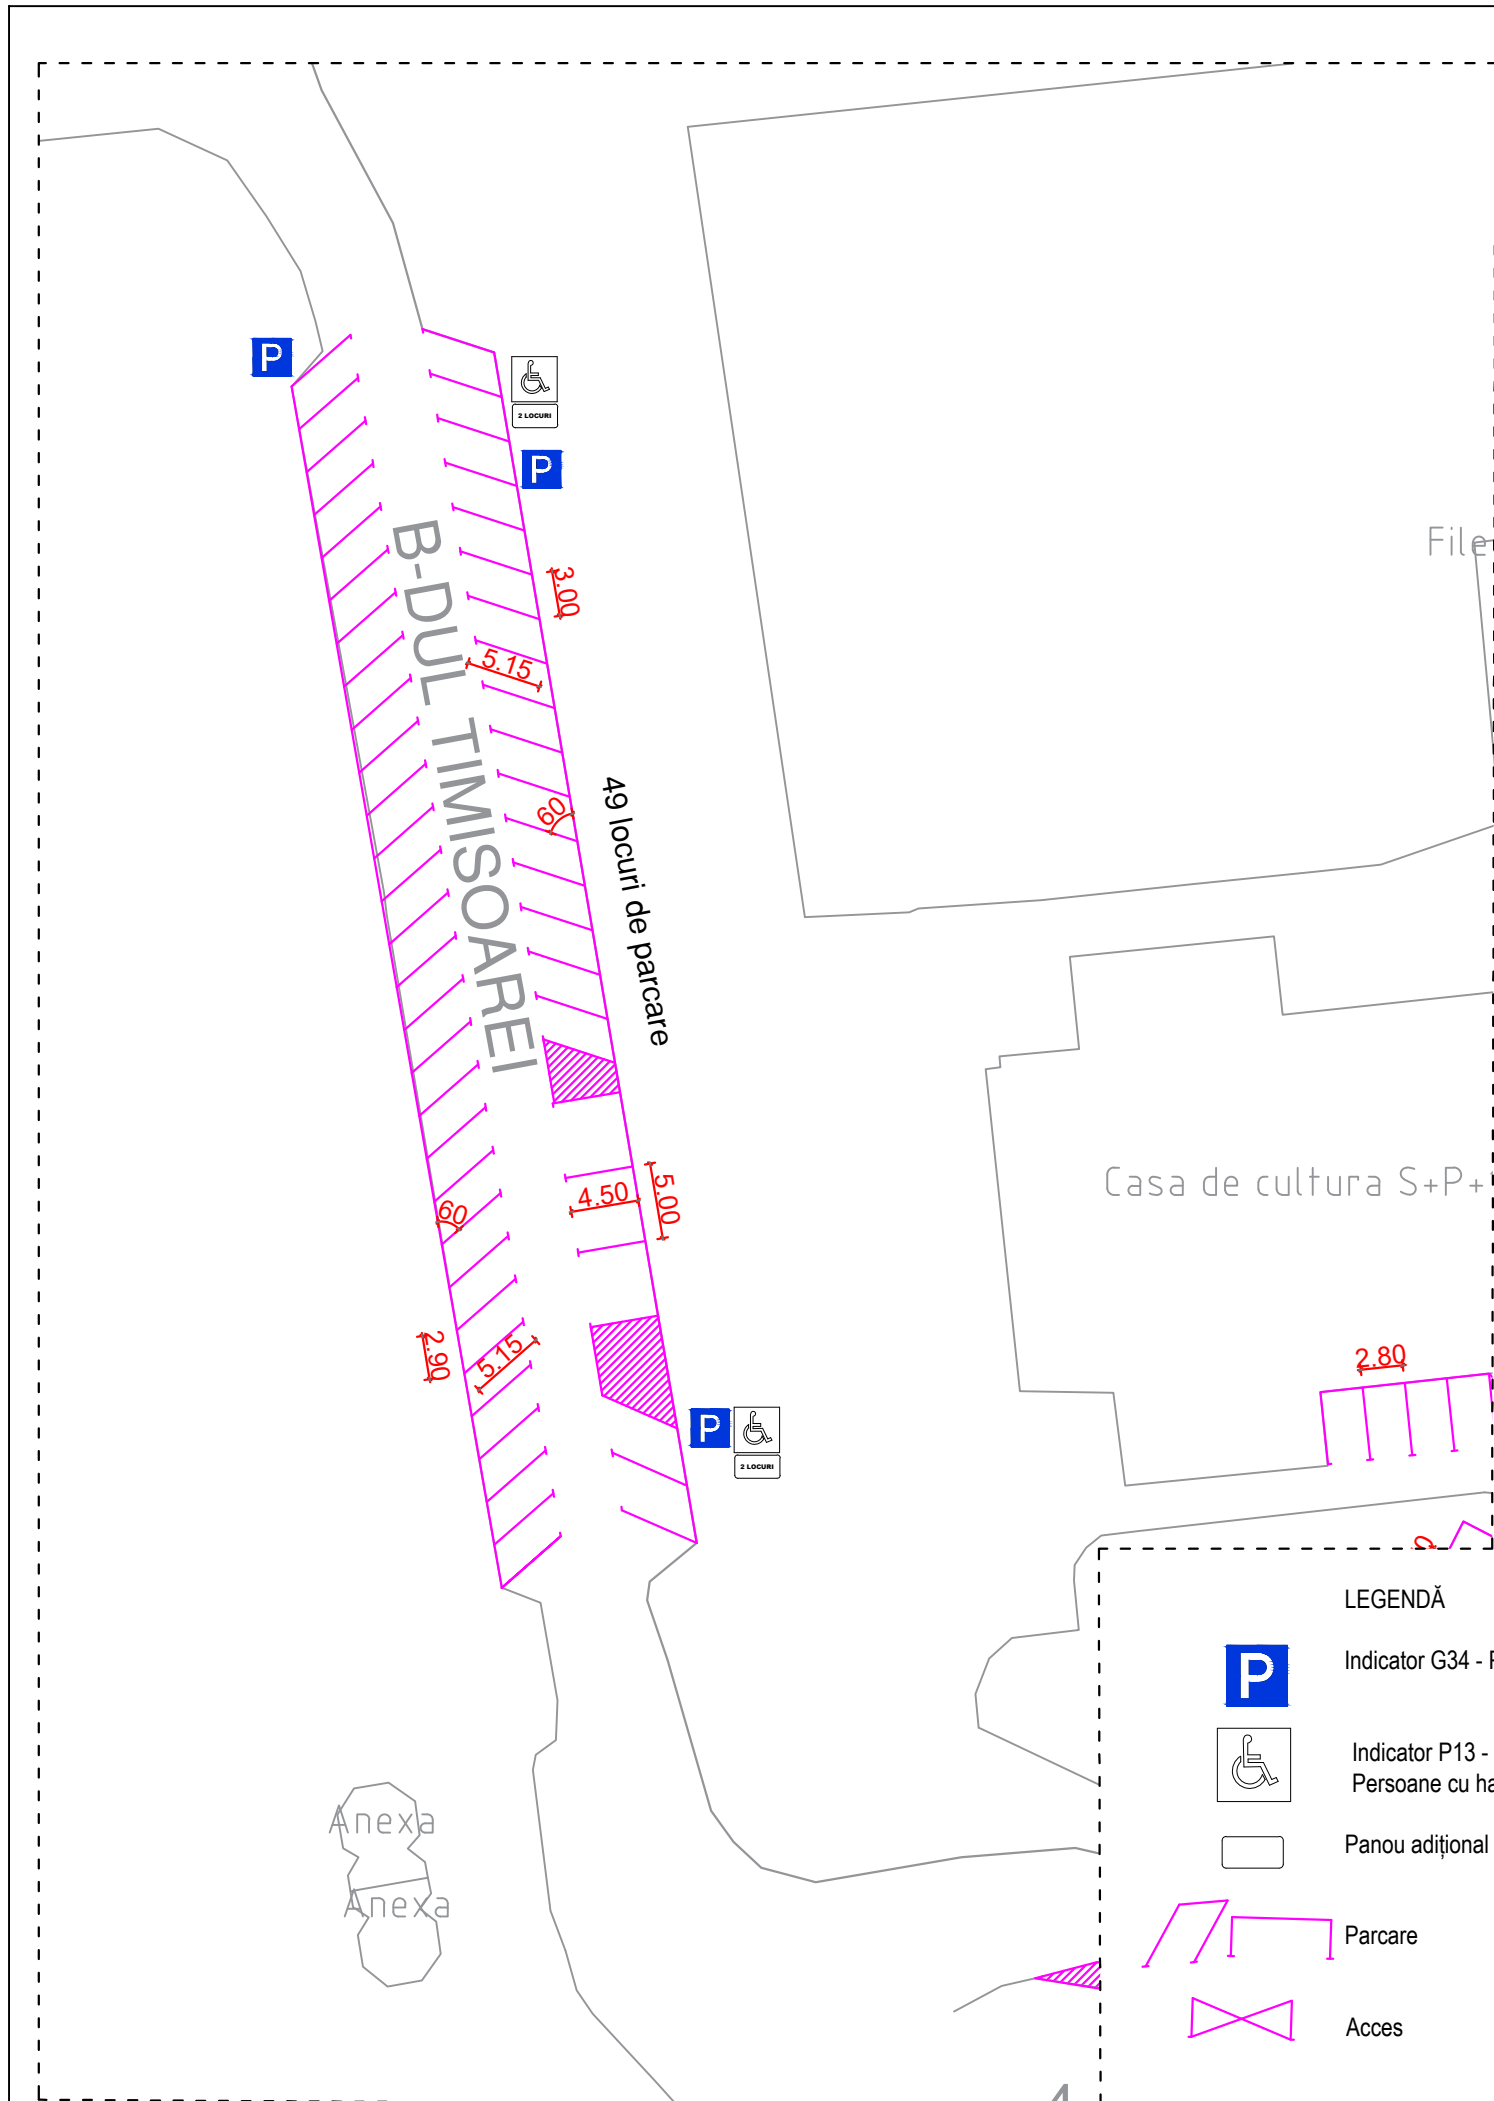 P
2 LOCURI
P
File
B-DUL TIMISOAREI
3.00
5.15
60
49 locuri de parcare
Casa de cultura S+P+
4.50
5.00
60
2.90
5.15
2.80
P
2 LOCURI
LEGENDĂ
P
Indicator G34 -
Indicator P13 -
Persoane cu ha
Panou adițional
Anexa
Anexa
Parcare
Acces